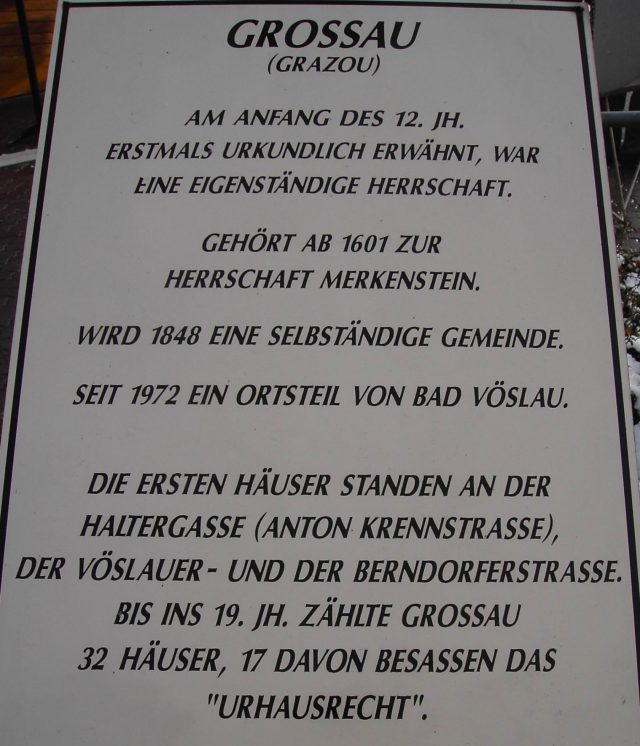 GROSSAU
(GRAZOU)
AM ANFANG DES 12. JH.
ERSTMALS URKUNDLICH ERWÄHNT, WAR
EINE EIGENSTÄNDIGE HERRSCHAFT.
GEHÖRT AB 1601 ZUR
HERRSCHAFT MERKENSTEIN.
WIRD 1848 EINE SELBSTÄNDIGE GEMEINDE.
SEIT 1972 EIN ORTSTEIL VON BAD VÖSLAU.
DIE ERSTEN HÄUSER STANDEN AN DER
HALTERGASSE (ANTON KRENNSTRASSE),
DER VÖSLAUER- UND DER BERNDORFERSTRASSE.
BIS INS 19. JH. ZÄHLTE GROSSAU
32 HÄUSER, 17 DAVON BESASSEN DAS
"URHAUSRECHT".